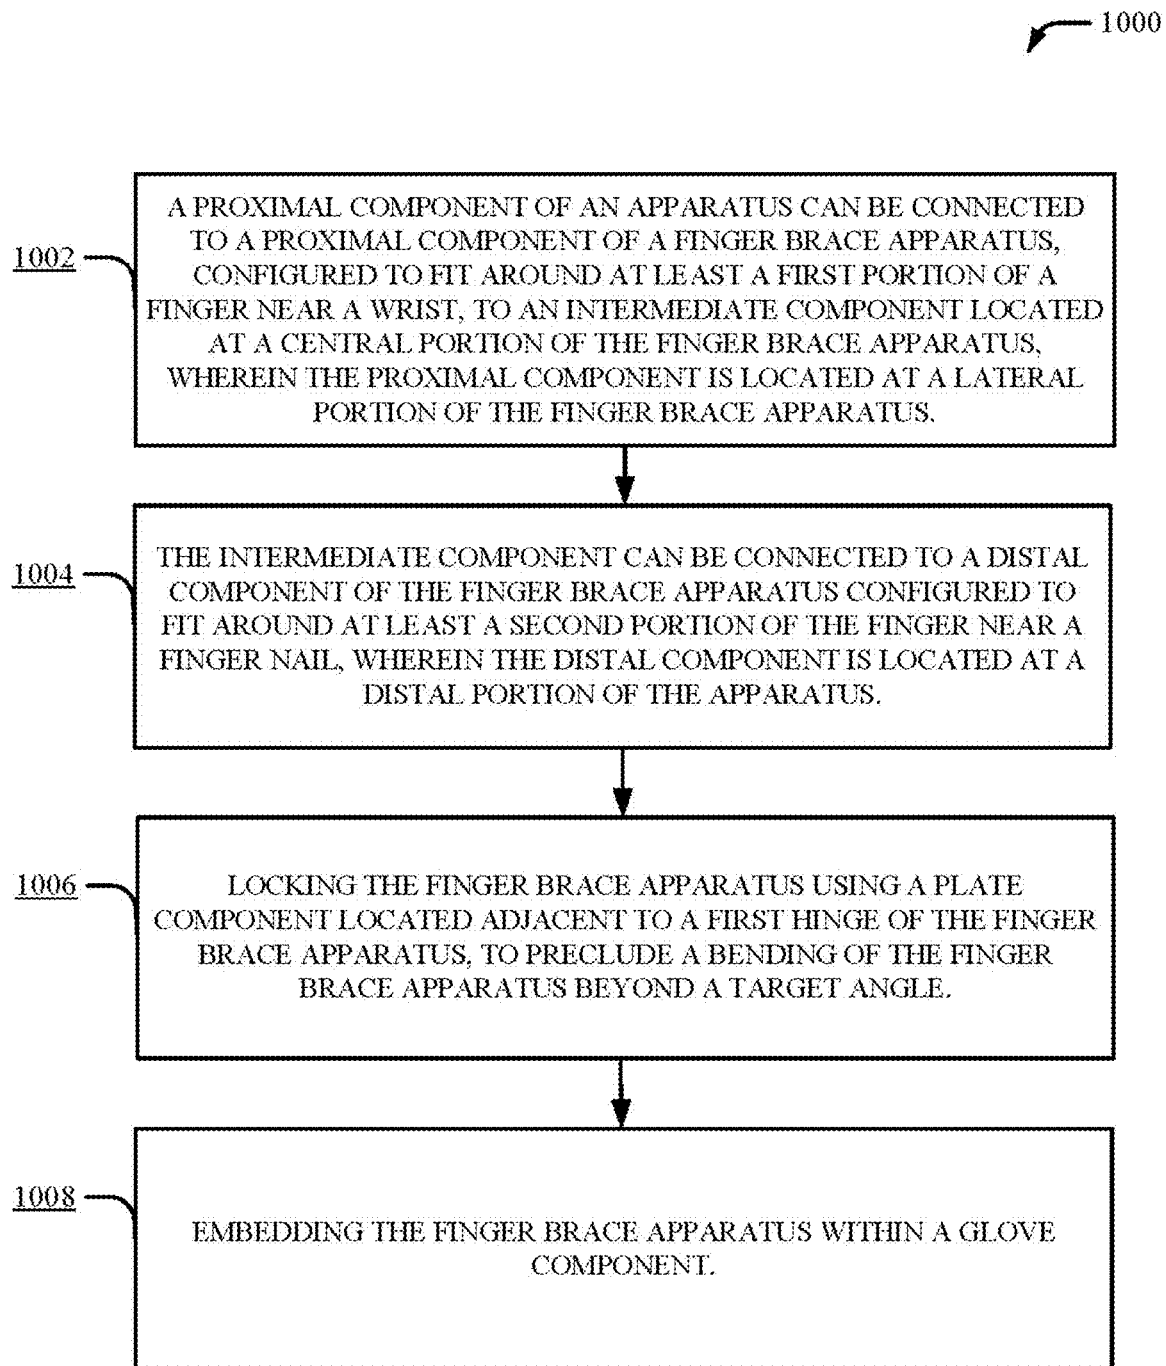 1000
1002
A PROXIMAL COMPONENT OF AN APPARATUS CAN BE CONNECTED
TO A PROXIMAL COMPONENT OF A FINGER BRACE APPARATUS,
CONFIGURED TO FIT AROUND AT LEAST A FIRST PORTION OF A
FINGER NEAR A WRIST, TO AN INTERMEDIATE COMPONENT LOCATED
AT A CENTRAL PORTION OF THE FINGER BRACE APPARATUS,
WHEREIN THE PROXIMAL COMPONENT IS LOCATED AT A LATERAL
PORTION OF THE FINGER BRACE APPARATUS.
1004
THE INTERMEDIATE COMPONENT CAN BE CONNECTED TO A DISTAL
COMPONENT OF THE FINGER BRACE APPARATUS CONFIGURED TO
FIT AROUND AT LEAST A SECOND PORTION OF THE FINGER NEAR A
FINGER NAIL, WHEREIN THE DISTAL COMPONENT IS LOCATED AT A
DISTAL PORTION OF THE APPARATUS.
1006
LOCKING THE FINGER BRACE APPARATUS USING A PLATE
COMPONENT LOCATED ADJACENT TO A FIRST HINGE OF THE FINGER
BRACE APPARATUS, TO PRECLUDE A BENDING OF THE FINGER
BRACE APPARATUS BEYOND A TARGET ANGLE.
1008
EMBEDDING THE FINGER BRACE APPARATUS WITHIN A GLOVE
COMPONENT.